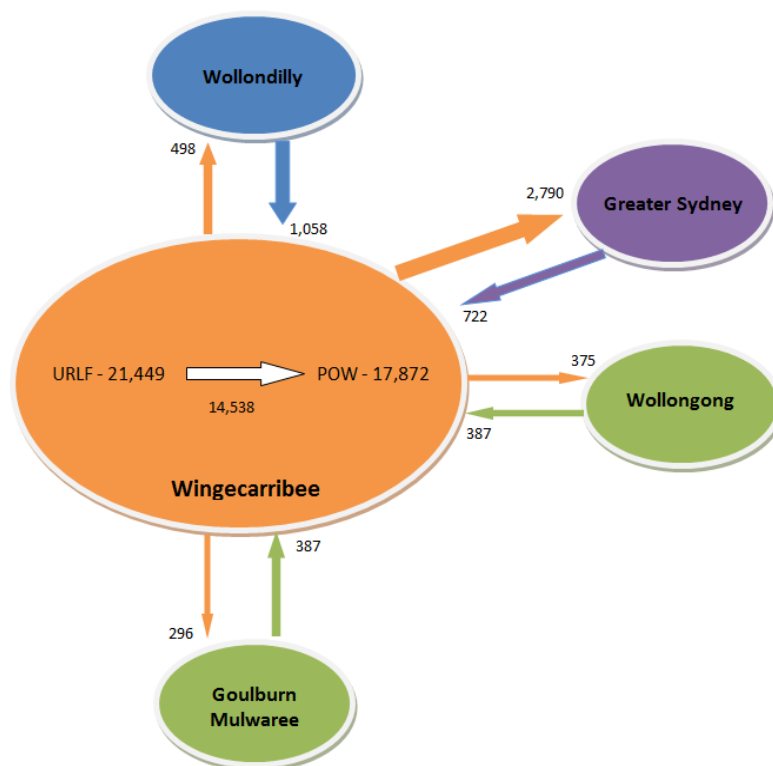 Wollondilly
498
1,058
2,790
Greater Sydney
722
URLF - 21,449
POW - 17,872
14,538
375
Wollongong
387
Wingecarribee
387
296
Goulburn
Mulwaree